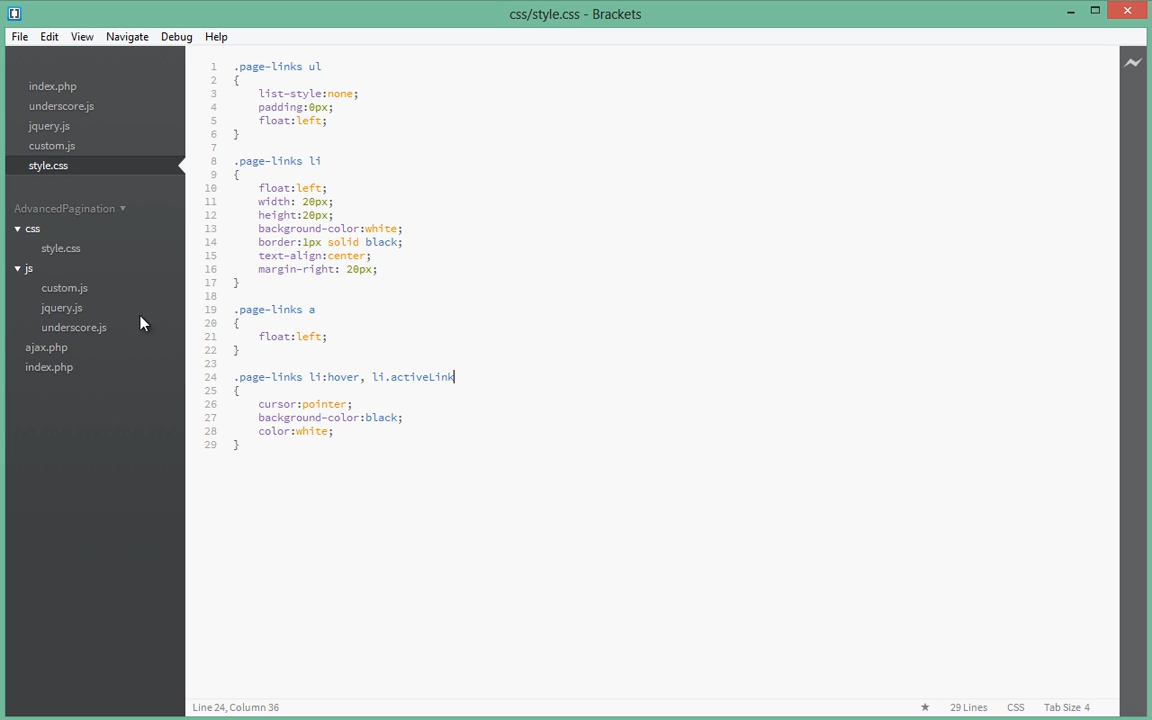 css/style.css - Brackets
File Edit View Navigate Debug Help
index.php
underscore.js
jquery.js
custom.js
style.css
AdvancedPagination
css
style.css
js
custom.js
jquery.js
underscore.js
ajax.php
index.php
1 .page-links ul
2 {
3 list-style:none;
4 padding:0px;
5 float:left;
6 }
7
8 .page-links li
9 {
10 float:left;
11 width: 20px;
12 height:20px;
13 background-color:white;
14 border:1px solid black;
15 text-align:center;
16 margin-right: 20px;
17 }
18
19 .page-links a
20 {
21 float:left;
22 }
23
24 .page-links li:hover, li.activeLink
25 {
26 cursor:pointer;
27 background-color:black;
28 color:white;
29 }
Line 24, Column 36 29 Lines CSS Tab Size 4